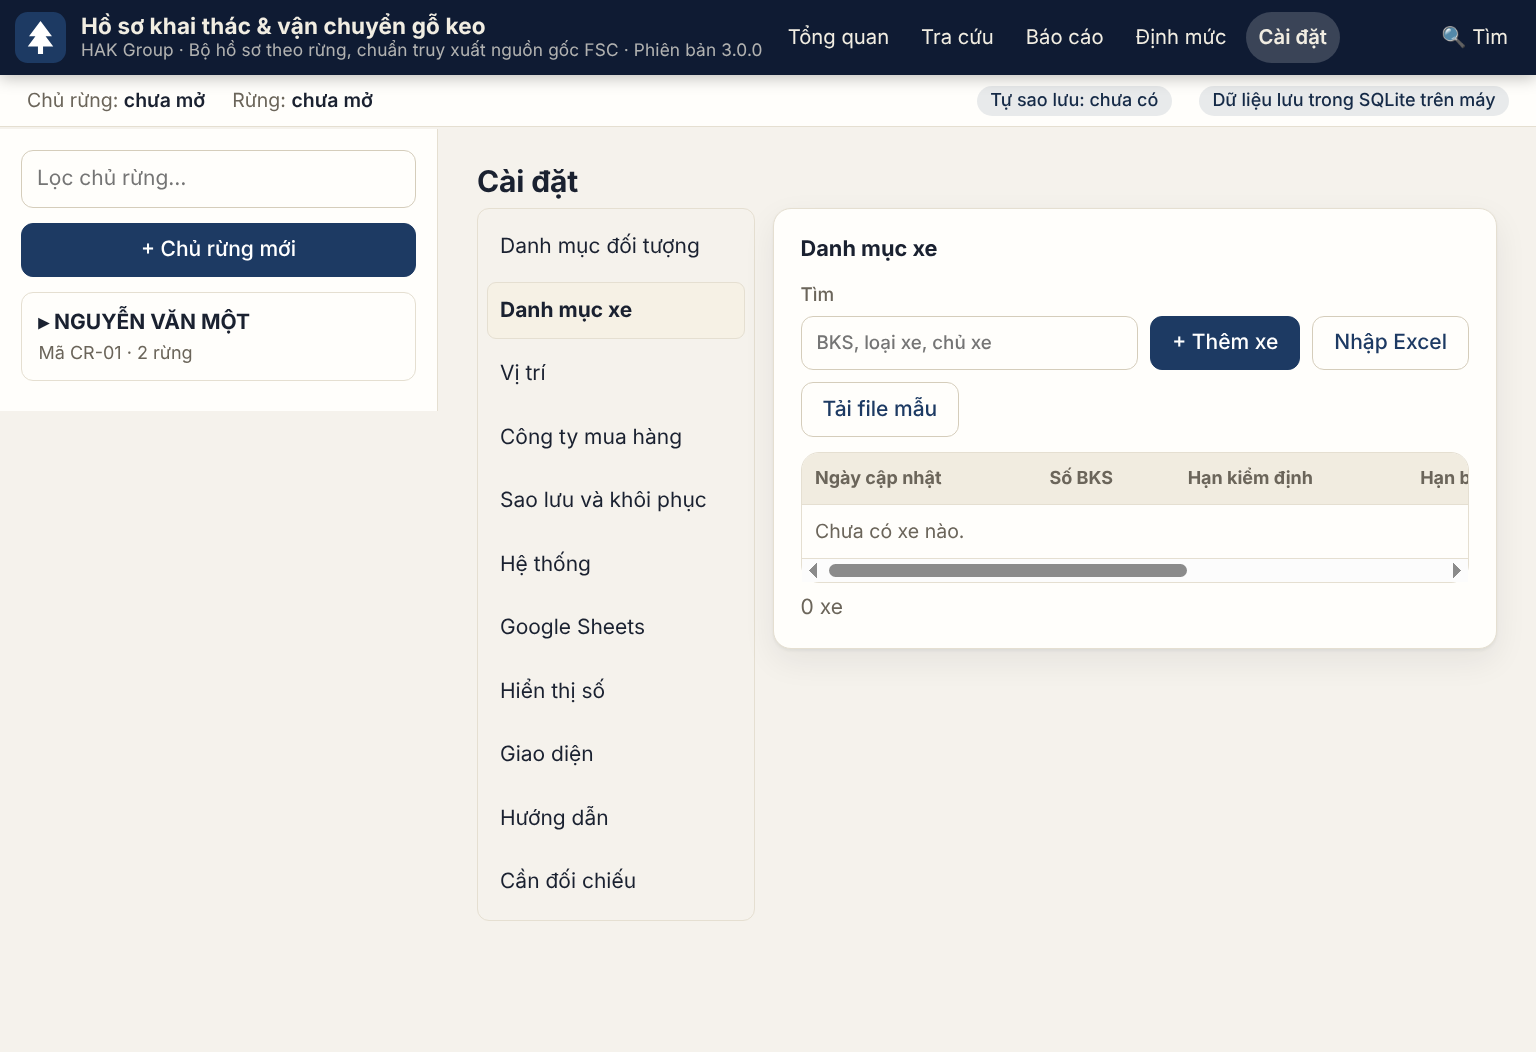 Hồ sơ khai thác & vận chuyển gỗ keo
HAK Group · Bộ hồ sơ theo rừng, chuẩn truy xuất nguồn gốc FSC · Phiên bản 3.0.0
Tổng quan
Tra cứu
Báo cáo
Định mức
Cài đặt
🔍 Tìm
Chủ rừng: chưa mở
Rừng: chưa mở
Tự sao lưu: chưa có
Dữ liệu lưu trong SQLite trên máy
Lọc chủ rừng...
+ Chủ rừng mới
▸ NGUYỄN VĂN MỘT
Mã CR-01 · 2 rừng
Cài đặt
Danh mục đối tượng
Danh mục xe
Vị trí
Công ty mua hàng
Sao lưu và khôi phục
Hệ thống
Google Sheets
Hiển thị số
Giao diện
Hướng dẫn
Cần đối chiếu
Danh mục xe
Tìm
BKS, loại xe, chủ xe
+ Thêm xe
Nhập Excel
Tải file mẫu
Ngày cập nhật
Số BKS
Hạn kiểm định
Hạn b
Chưa có xe nào.
0 xe